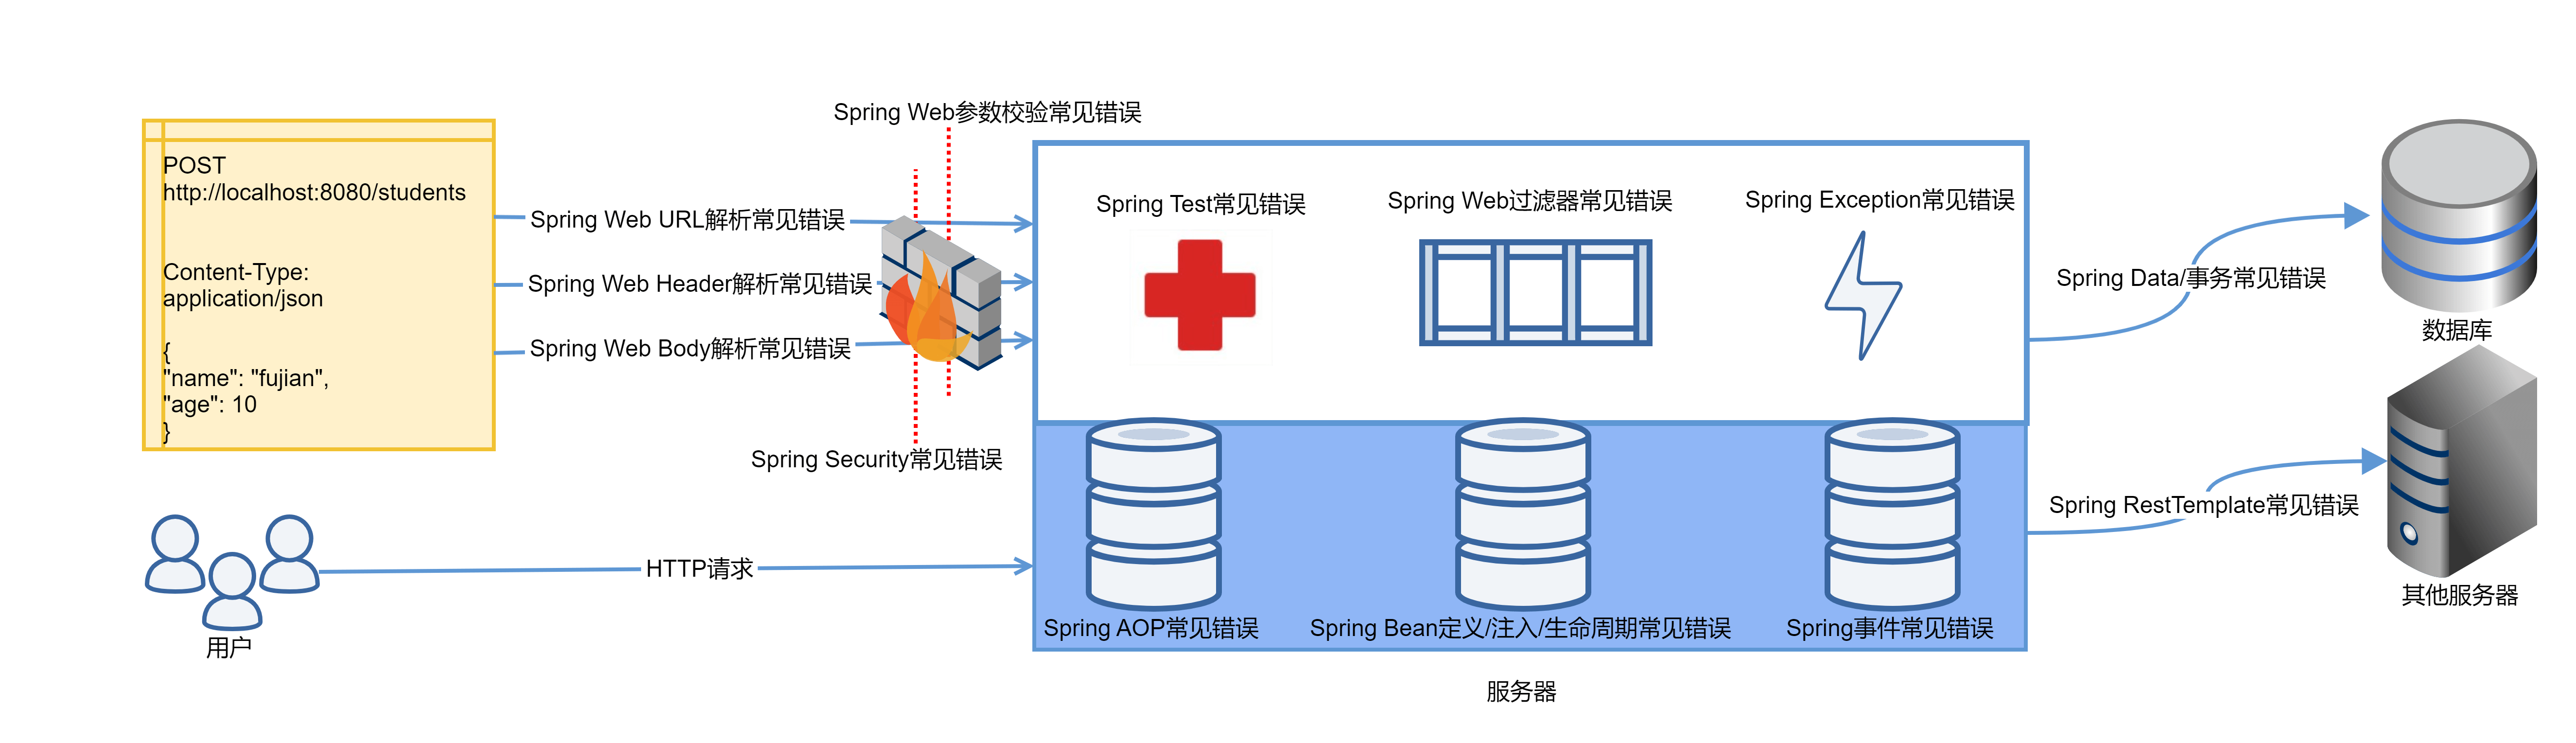 Spring Web参数校验常见错误
POST
http://localhost:8080/students
Content-Type:
application/json
{
"name": "fujian",
"age": 10
}
Spring Web URL解析常见错误
Spring Web Header解析常见错误
Spring Web Body解析常见错误
Spring Security常见错误
Spring Test常见错误
Spring Web过滤器常见错误
Spring Exception常见错误
Spring Data/事务常见错误
数据库
用户
HTTP请求
Spring AOP常见错误
Spring Bean定义/注入/生命周期常见错误
Spring事件常见错误
服务器
Spring RestTemplate常见错误
其他服务器